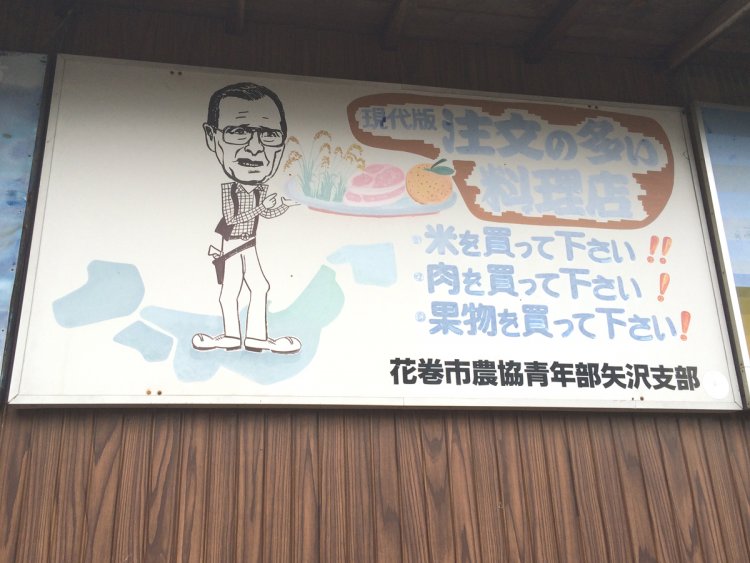 現代版
注文の多い
料理店
米を買って下さい!!
肉を買って下さい!
果物を買って下さい!
花巻市農協青年部矢沢支部